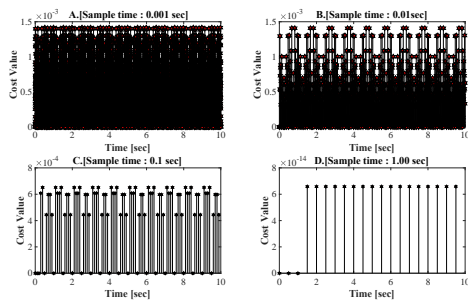 A.[Sample time : 0.001 sec]
×10⁻³
1.5
1
0.5
0
Cost Value
0 2 4 6 8 10
Time [sec]
B.[Sample time : 0.01sec]
×10⁻³
1.5
1
0.5
0
Cost Value
0 2 4 6 8 10
Time [sec]
C.[Sample time : 0.1 sec]
×10⁻⁴
8
6
4
2
0
Cost Value
0 2 4 6 8 10
Time [sec]
D.[Sample time : 1.00 sec]
×10⁻¹⁴
8
6
4
2
0
Cost Value
0 2 4 6 8 10
Time [sec]